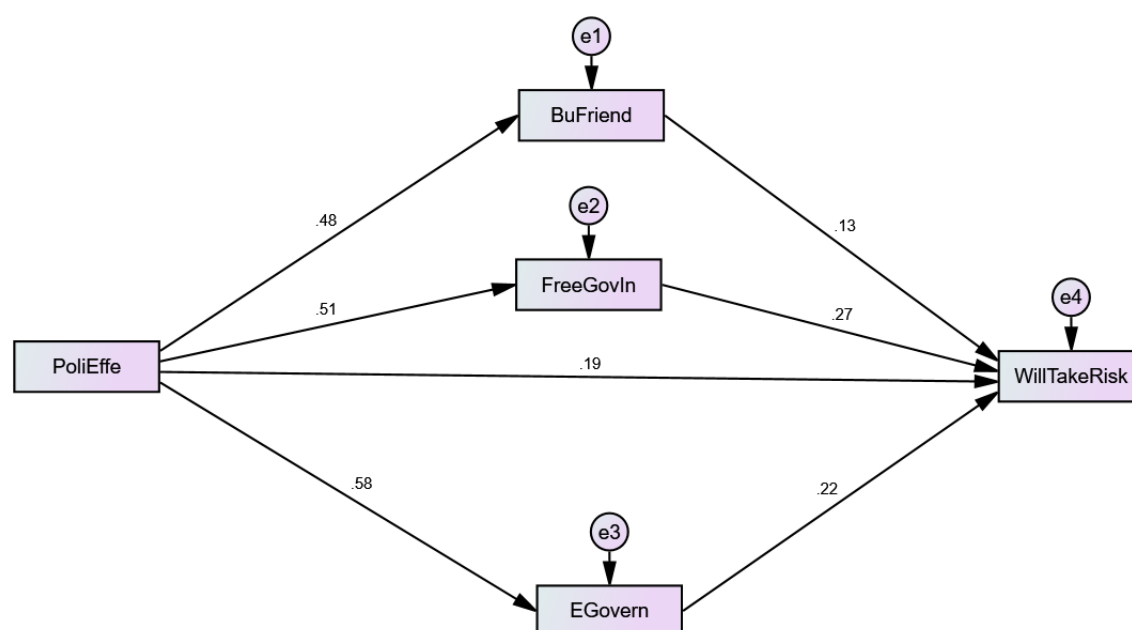 e1
BuFriend
.48
.13
e2
FreeGovIn
.51
.27
e4
PoliEffe
.19
WillTakeRisk
.58
.22
e3
EGovern